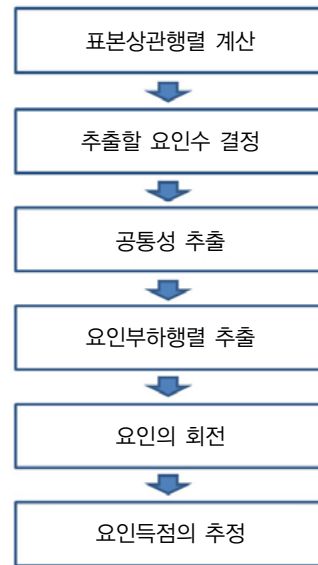 표본상관행렬 계산
추출할 요인수 결정
공통성 추출
요인부하행렬 추출
요인의 회전
요인득점의 추정